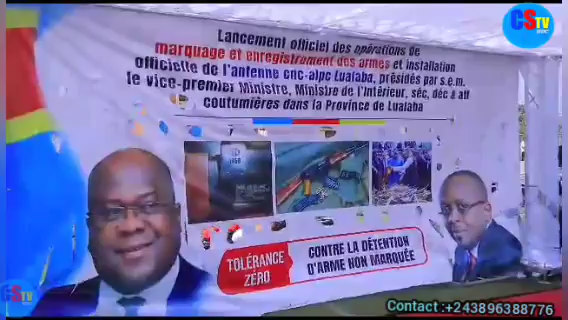 CSTV
Lancement officiel des opérations de
marquage et enregistrement des armes et installation
officielle de l'antenne cnc-alpc Lualaba, présidés par s.e.m.
le vice-premier Ministre, Ministre de l'Intérieur, séc, déc & aff
coutumières dans la Province de Lualaba
TOLÉRANCE
ZÉRO
CONTRE LA DÉTENTION
D'ARME NON MARQUÉE
CSTV
Contact :+243896388776